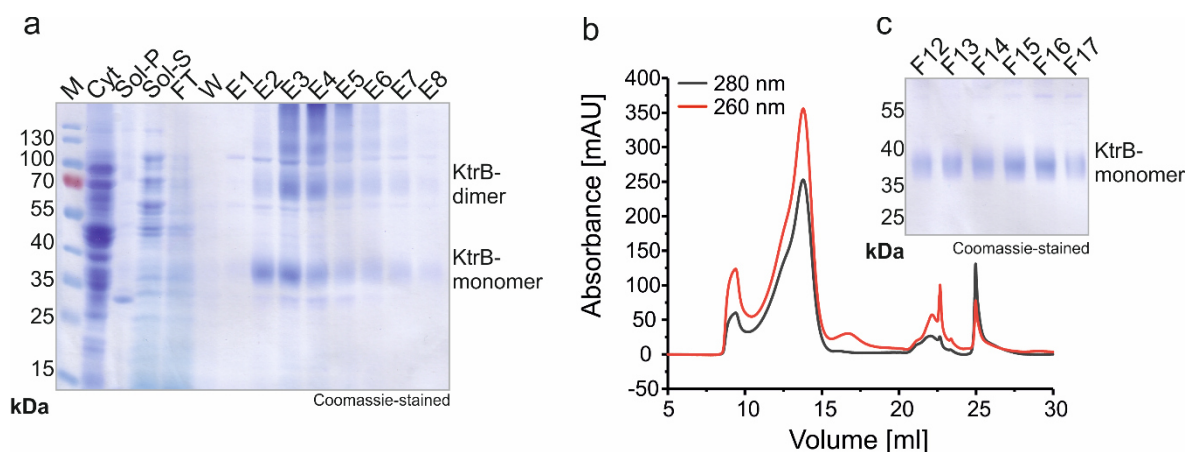 a
M Cyt Sol-P Sol-S FT W E1 E2 E3 E4 E5 E6 E7 E8
130
100
70
55
40
35
25
15
kDa
KtrB-
dimer
KtrB-
monomer
Coomassie-stained
b
400
350
300
250
200
150
100
50
0
-50
Absorbance [mAU]
280 nm
260 nm
5 10 15 20 25 30
Volume [ml]
c
F12 F13 F14 F15 F16 F17
55
40
35
25
kDa
KtrB-
monomer
Coomassie-stained